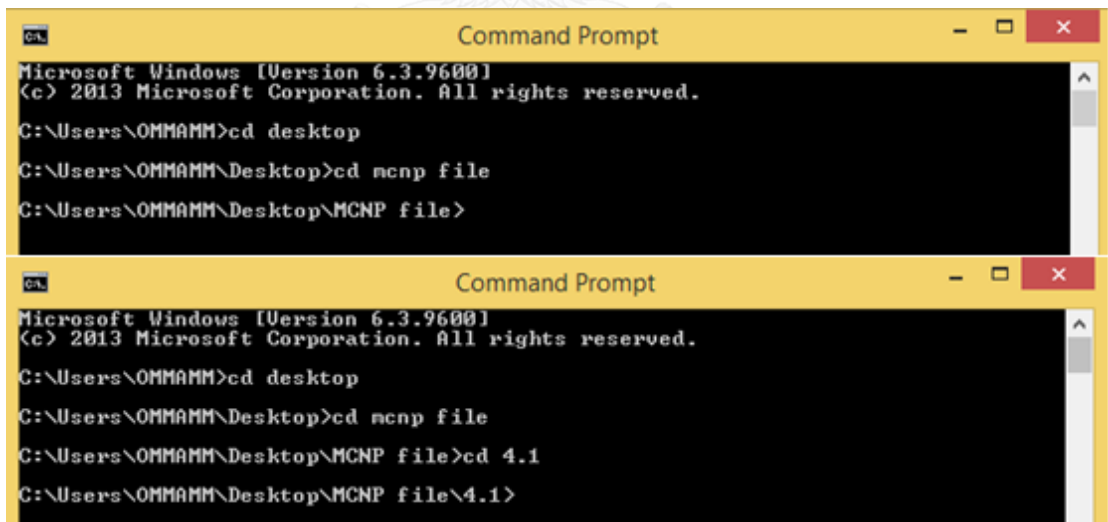 Command Prompt
Microsoft Windows [Version 6.3.9600]
(c) 2013 Microsoft Corporation. All rights reserved.
C:\Users\OMMAMM>cd desktop
C:\Users\OMMAMM\Desktop>cd mcnp file
C:\Users\OMMAMM\Desktop\MCNP file>
Command Prompt
Microsoft Windows [Version 6.3.9600]
(c) 2013 Microsoft Corporation. All rights reserved.
C:\Users\OMMAMM>cd desktop
C:\Users\OMMAMM\Desktop>cd mcnp file
C:\Users\OMMAMM\Desktop\MCNP file>cd 4.1
C:\Users\OMMAMM\Desktop\MCNP file\4.1>